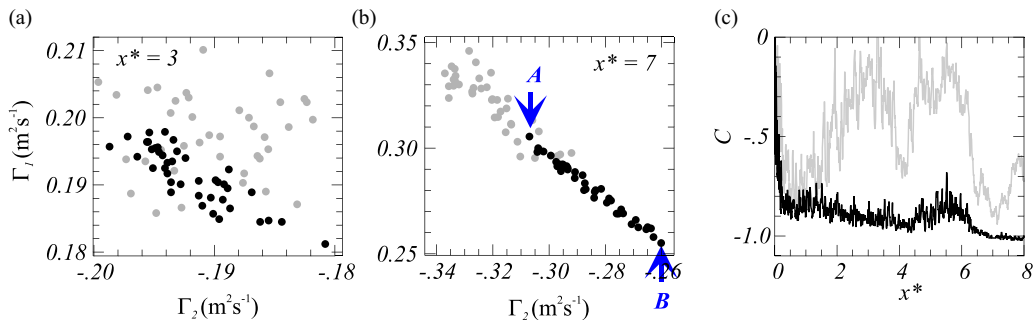 (a)
0.21
0.20
0.19
0.18
x* = 3
-.20
-.19
-.18
Γ1 (m²s⁻¹)
Γ2 (m²s⁻¹)
(b)
0.35
0.30
0.25
x* = 7
A
B
-.34
-.32
-.30
-.28
-.26
Γ2 (m²s⁻¹)
(c)
0
-.5
-1.0
C
0
2
4
6
8
x*